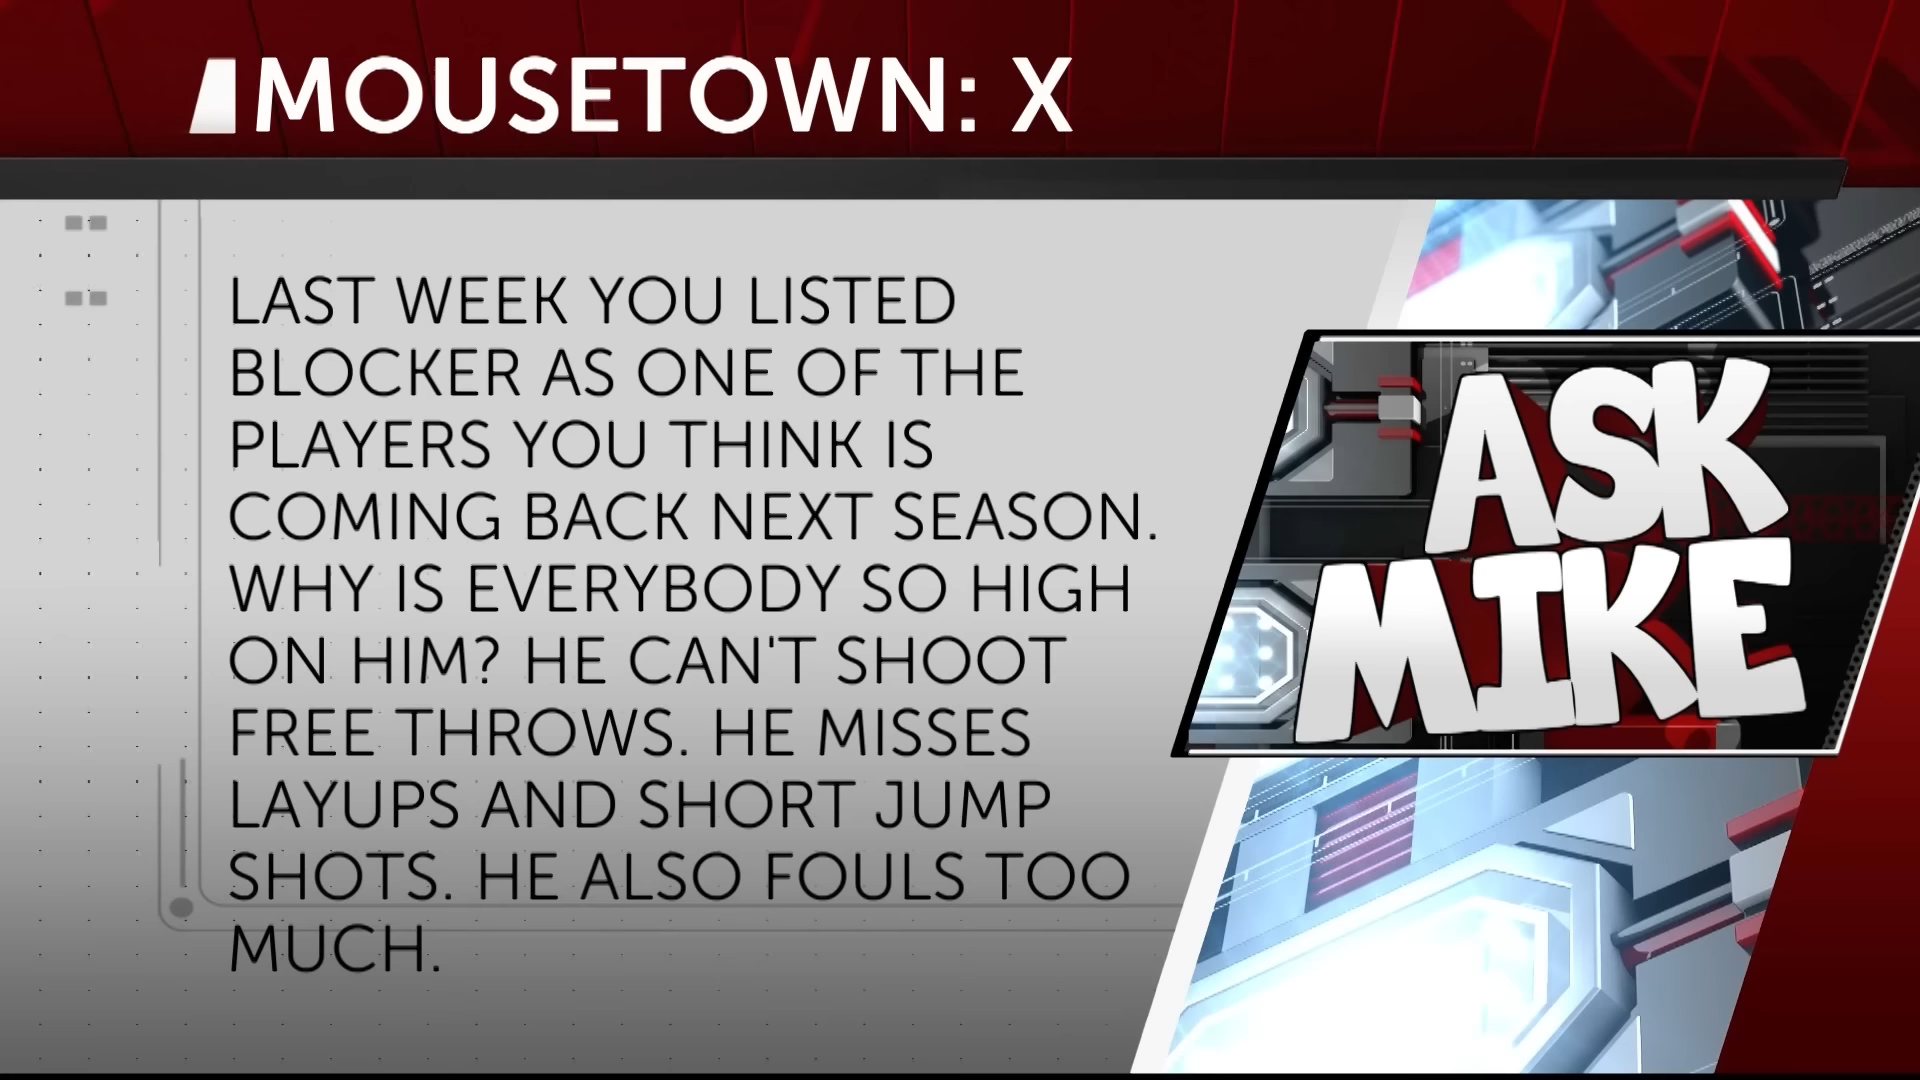 MOUSETOWN: X
LAST WEEK YOU LISTED
BLOCKER AS ONE OF THE
PLAYERS YOU THINK IS
COMING BACK NEXT SEASON.
WHY IS EVERYBODY SO HIGH
ON HIM? HE CAN'T SHOOT
FREE THROWS. HE MISSES
LAYUPS AND SHORT JUMP
SHOTS. HE ALSO FOULS TOO
MUCH.
ASK
MIKE